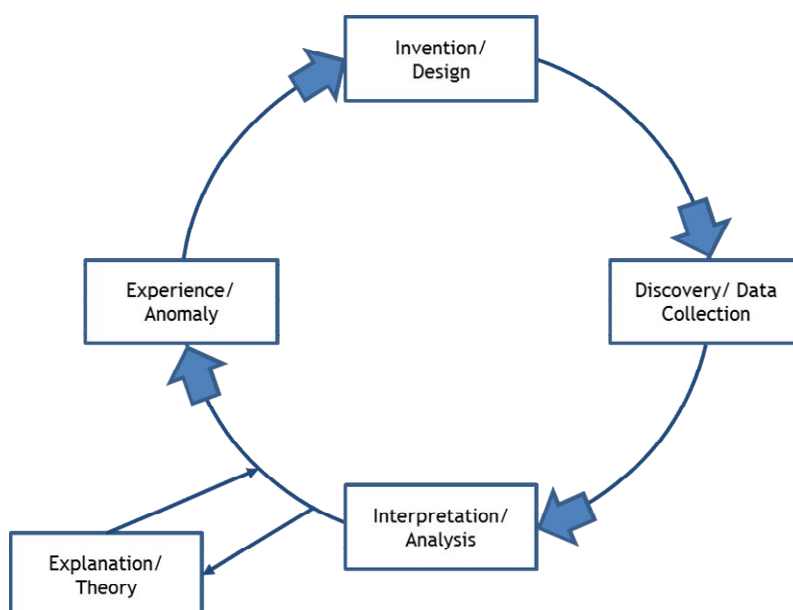 Invention/
Design
Experience/
Anomaly
Discovery/ Data
Collection
Interpretation/
Analysis
Explanation/
Theory